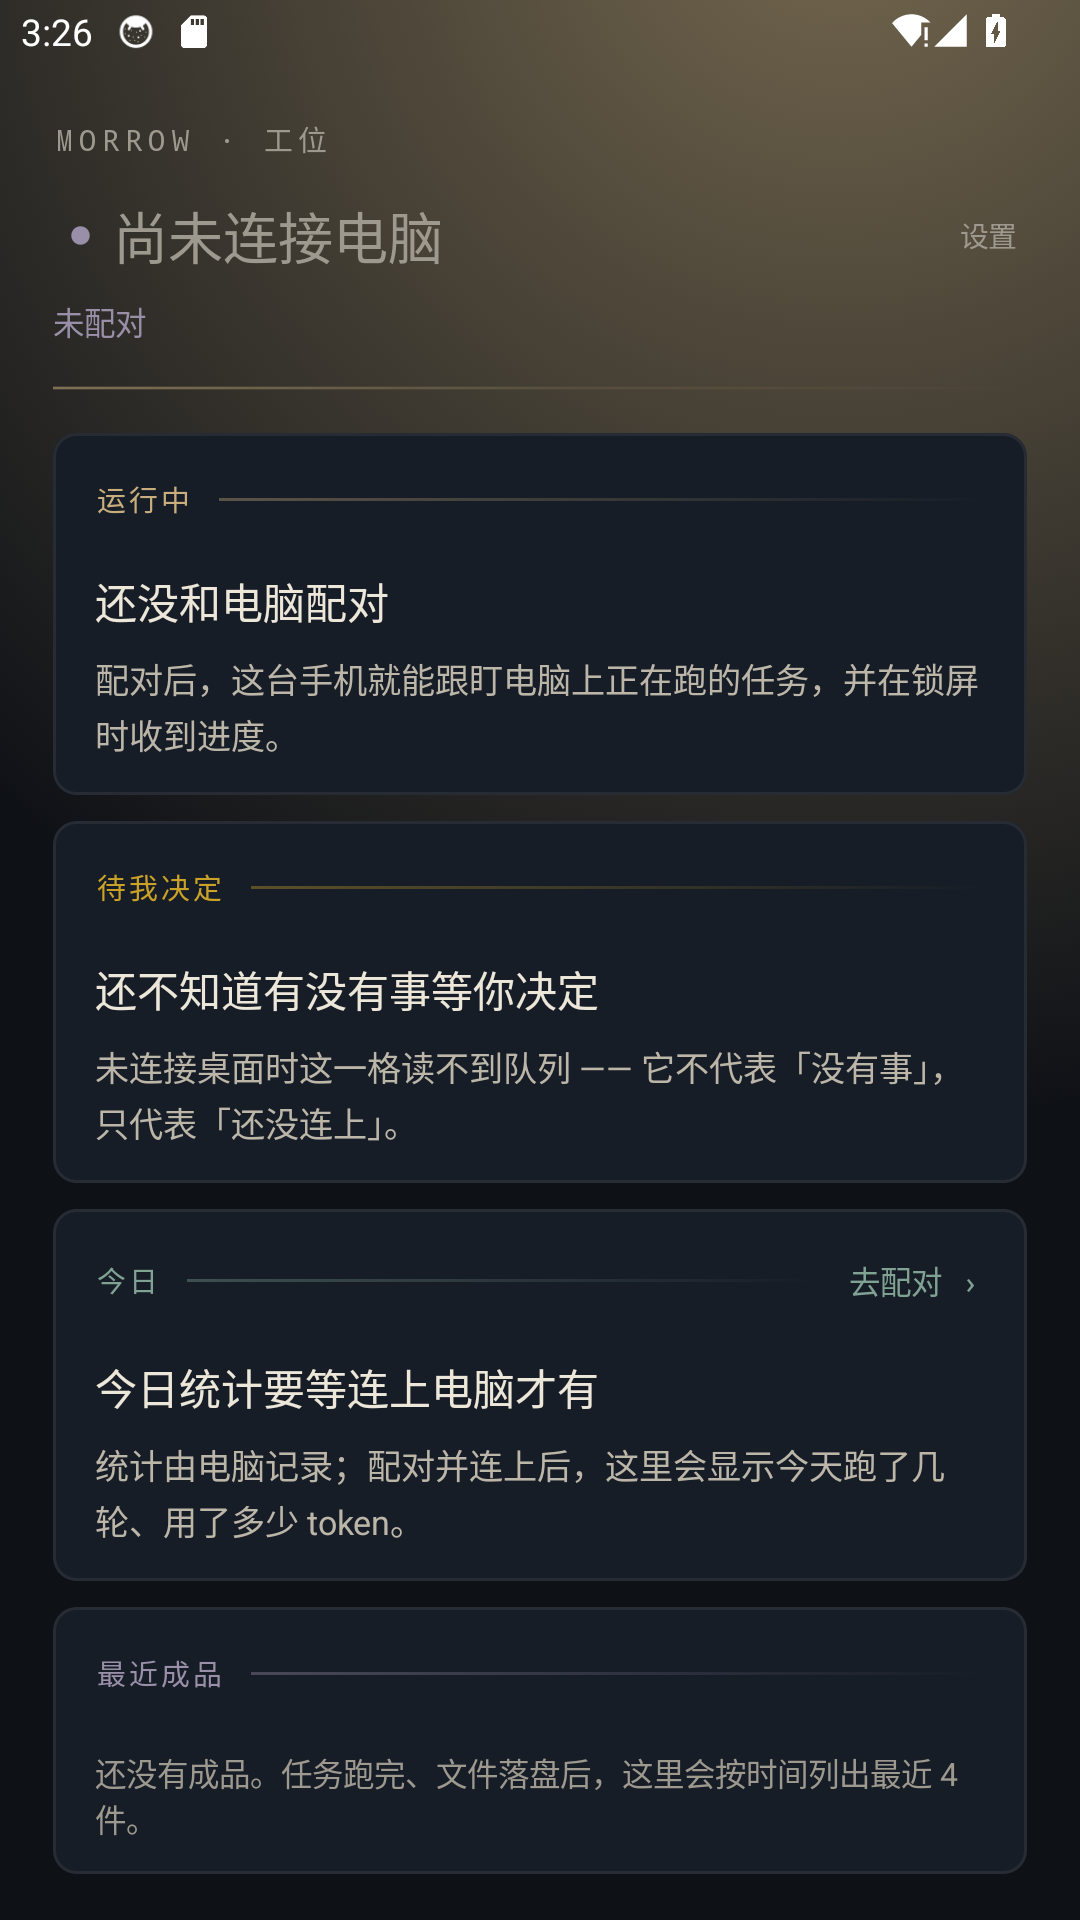 3:26
MORROW · 工位
尚未连接电脑
设置
未配对
运行中
还没和电脑配对
配对后，这台手机就能跟盯电脑上正在跑的任务，并在锁屏
时收到进度。
待我决定
还不知道有没有事等你决定
未连接桌面时这一格读不到队列 —— 它不代表「没有事」，
只代表「还没连上」。
今日
去配对 ›
今日统计要等连上电脑才有
统计由电脑记录；配对并连上后，这里会显示今天跑了几
轮、用了多少 token。
最近成品
还没有成品。任务跑完、文件落盘后，这里会按时间列出最近 4
件。